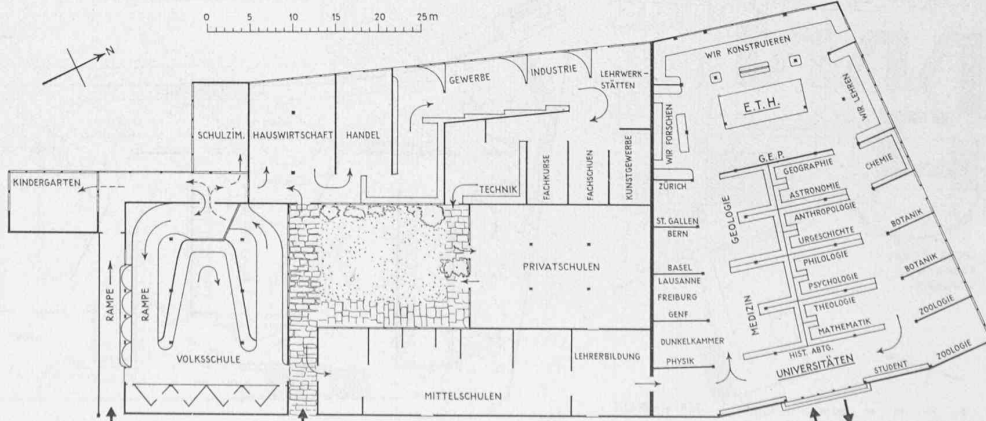 0 5 10 15 20 25 m
N
WIR KONSTRUIEREN
GEWERBE
INDUSTRIE
LEHRWERK-
STÄTTEN
E.T.H.
WIR LEHREN
WIR FORSCHEN
SCHULZIM.
HAUSWIRTSCHAFT
HANDEL
KINDERGARTEN
TECHNIK
FACHKURSE
FACHSCHUEN
KUNSTGEWERBE
ZÜRICH
G.E.P.
GEOGRAPHIE
CHEMIE
ASTRONOMIE
ANTHROPOLOGIE
GEOLOGIE
URGESCHICHTE
BOTANIK
PHILOLOGIE
PSYCHOLOGIE
BOTANIK
MEDIZIN
THEOLOGIE
MATHEMATIK
ZOOLOGIE
HIST. ABTG.
UNIVERSITÄTEN
STUDENT
ZOOLOGIE
ST. GALLEN
BERN
BASEL
LAUSANNE
FREIBURG
GENF
DUNKELKAMMER
PHYSIK
PRIVATSCHULEN
RAMPE
RAMPE
VOLKSSCHULE
LEHRERBILDUNG
MITTELSCHULEN